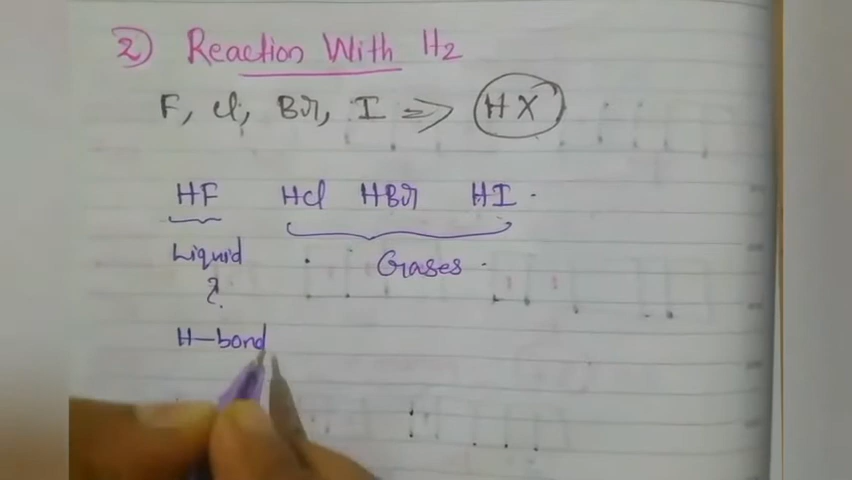 2) Reaction With H2
F, Cl, Br, I => HX
HF HCl HBr HI .
Liquid . Gases .
?
H-bond